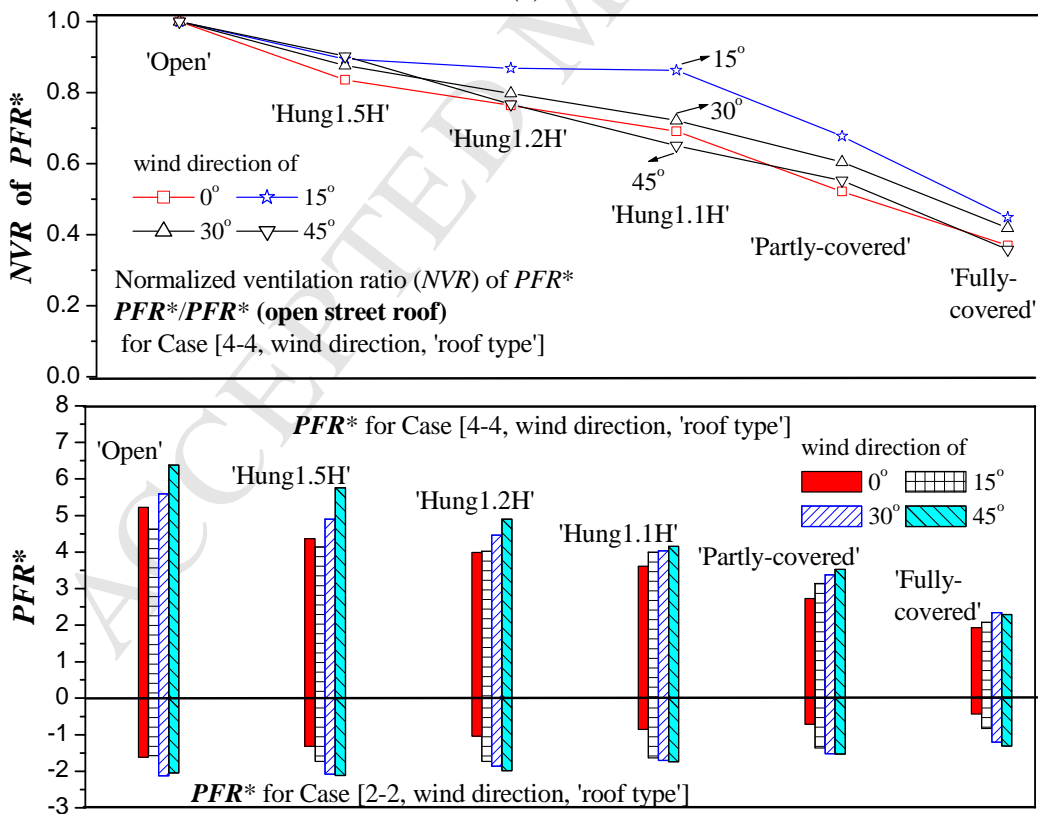 1.0
'Open'
15°
0.8
'Hung1.5H'
30°
'Hung1.2H'
wind direction of
0.6
45°
0° 15°
'Hung1.1H'
30° 45°
0.4
'Partly-covered'
NVR of PFR*
Normalized ventilation ratio (NVR) of PFR*
'Fully-
covered'
0.2
PFR*/PFR* (open street roof)
for Case [4-4, wind direction, 'roof type']
0.0
8
PFR* for Case [4-4, wind direction, 'roof type']
7
'Open'
wind direction of
6
'Hung1.5H'
0° 15°
5
'Hung1.2H'
30° 45°
4
'Hung1.1H'
'Partly-covered'
3
'Fully-
covered'
2
PFR*
1
0
-1
-2
PFR* for Case [2-2, wind direction, 'roof type']
-3
ACCEPTED M